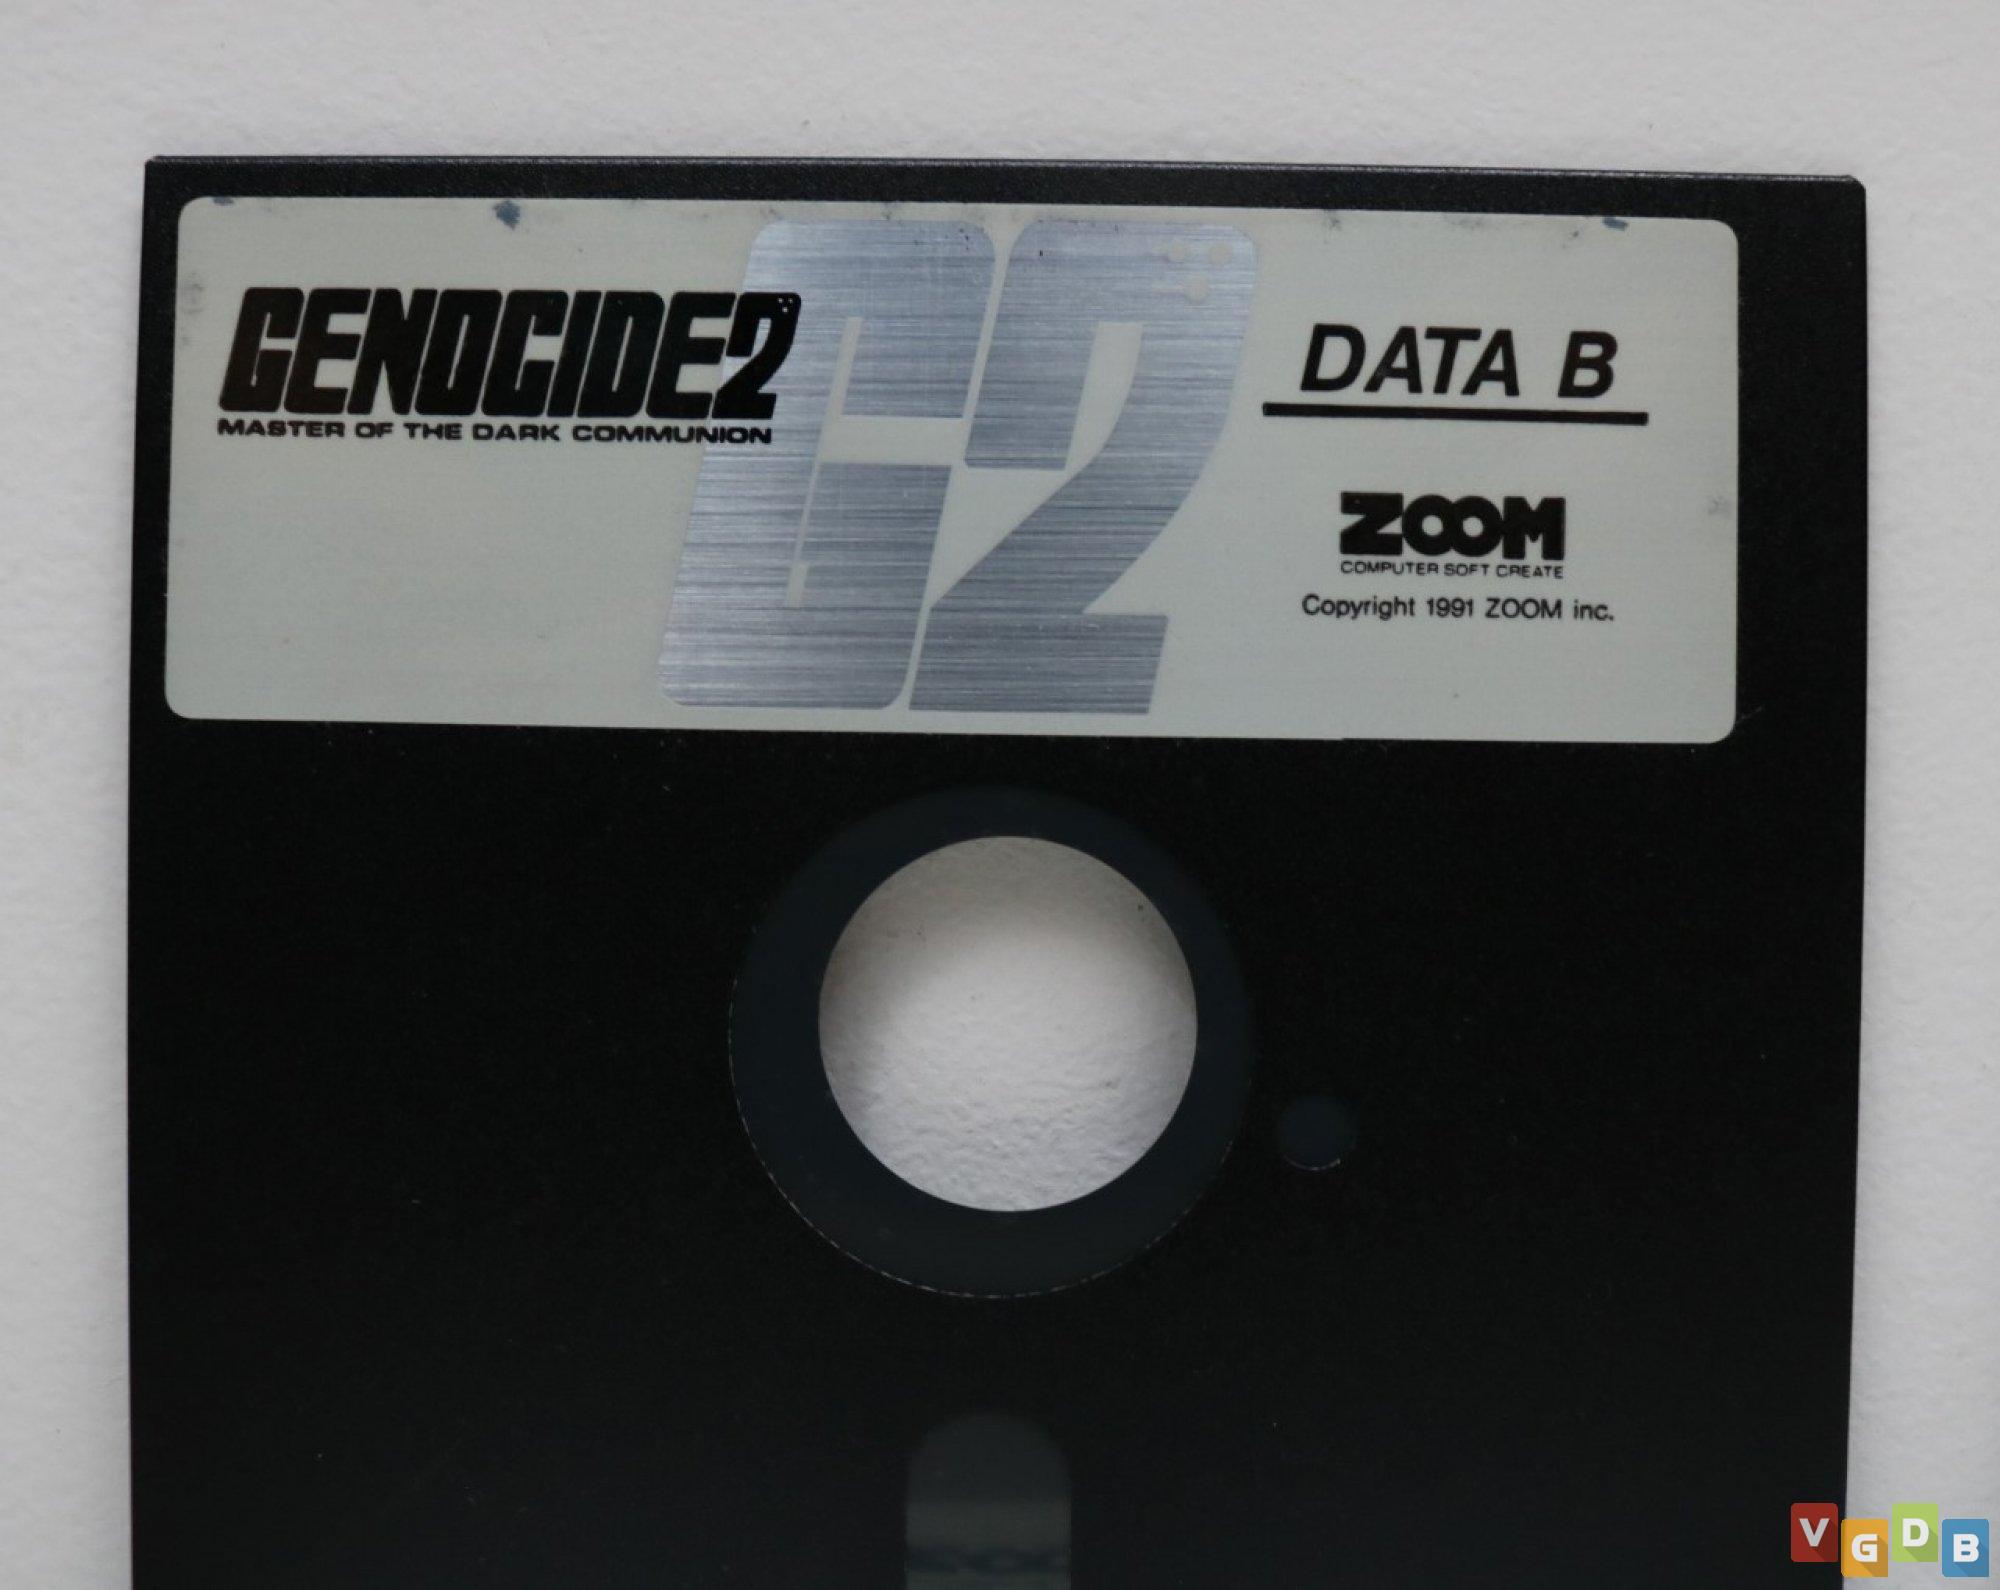 GENOCIDE2
MASTER OF THE DARK COMMUNION
G2
DATA B
ZOOM
COMPUTER SOFT CREATE
Copyright 1991 ZOOM inc.
VGDB